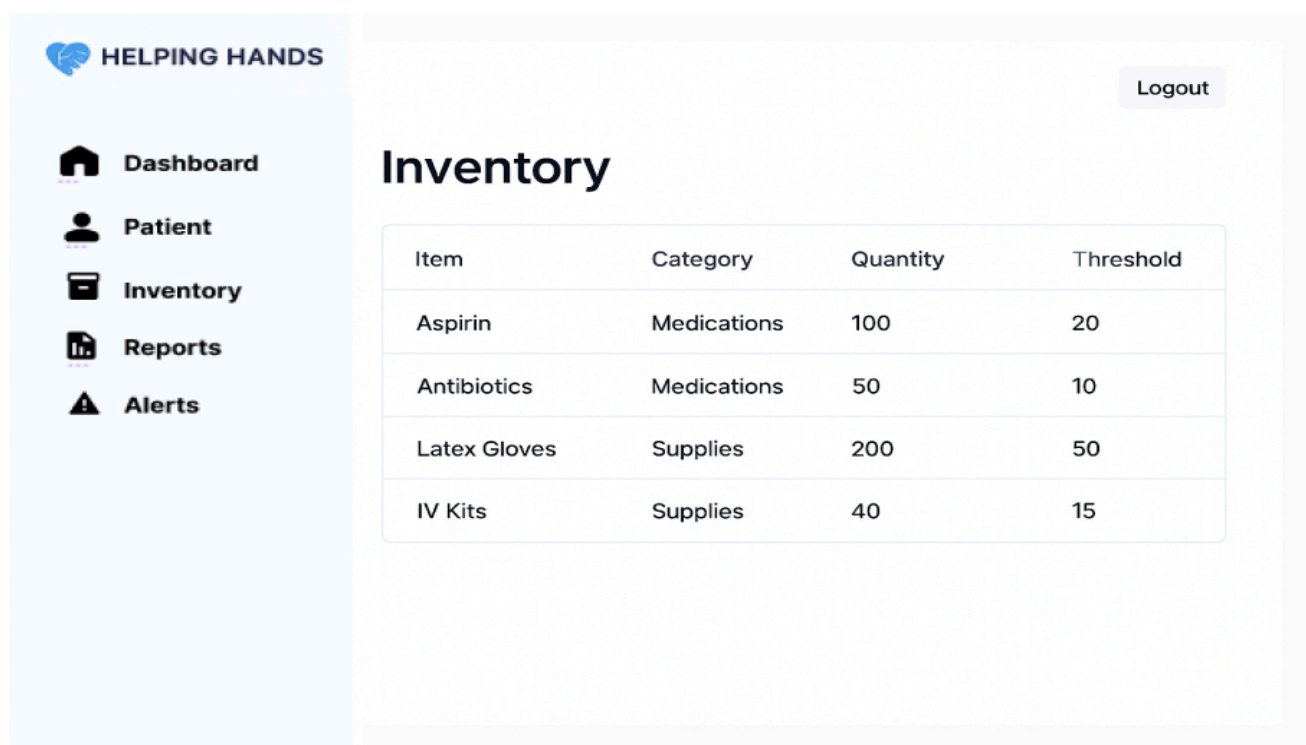 HELPING HANDS
Logout
Dashboard
Patient
Inventory
Reports
Alerts
Inventory
Item Category Quantity Threshold
Aspirin Medications 100 20
Antibiotics Medications 50 10
Latex Gloves Supplies 200 50
IV Kits Supplies 40 15